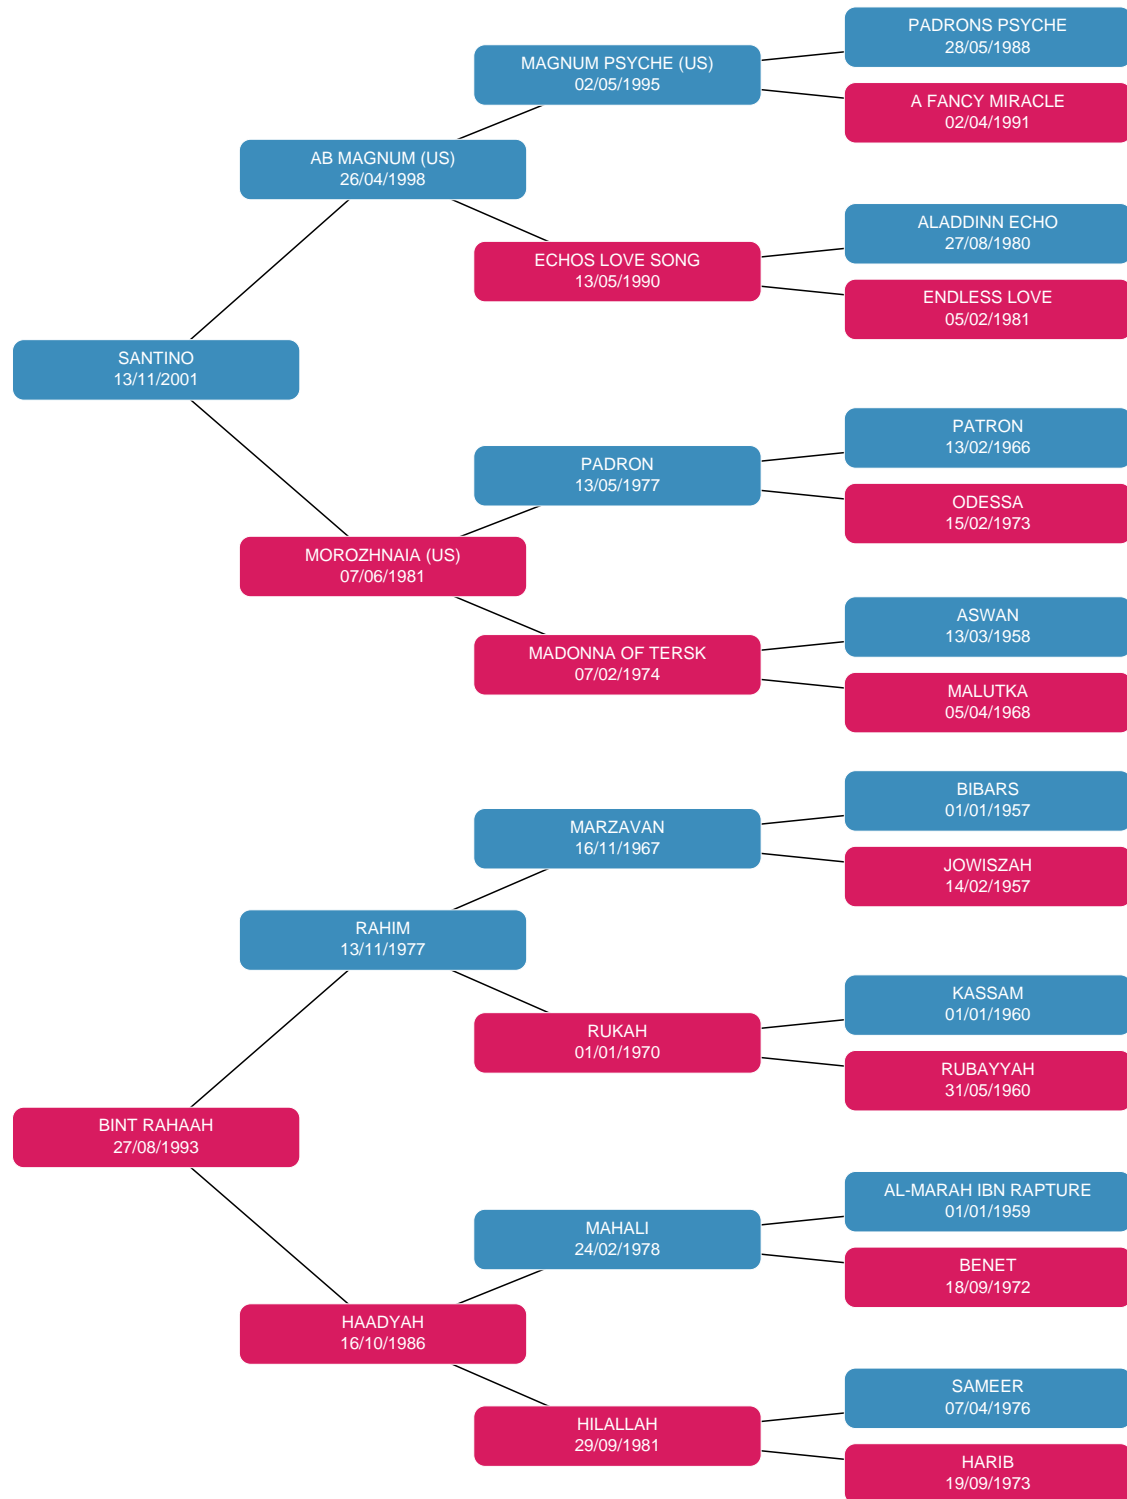 PADRONS PSYCHE
28/05/1988
MAGNUM PSYCHE (US)
02/05/1995
A FANCY MIRACLE
02/04/1991
AB MAGNUM (US)
26/04/1998
ALADDINN ECHO
27/08/1980
ECHOS LOVE SONG
13/05/1990
ENDLESS LOVE
05/02/1981
SANTINO
13/11/2001
PATRON
13/02/1966
PADRON
13/05/1977
ODESSA
15/02/1973
MOROZHNAIA (US)
07/06/1981
ASWAN
13/03/1958
MADONNA OF TERSK
07/02/1974
MALUTKA
05/04/1968
BIBARS
01/01/1957
MARZAVAN
16/11/1967
JOWISZAH
14/02/1957
RAHIM
13/11/1977
KASSAM
01/01/1960
RUKAH
01/01/1970
RUBAYYAH
31/05/1960
BINT RAHAAH
27/08/1993
AL-MARAH IBN RAPTURE
01/01/1959
MAHALI
24/02/1978
BENET
18/09/1972
HAADYAH
16/10/1986
SAMEER
07/04/1976
HILALLAH
29/09/1981
HARIB
19/09/1973